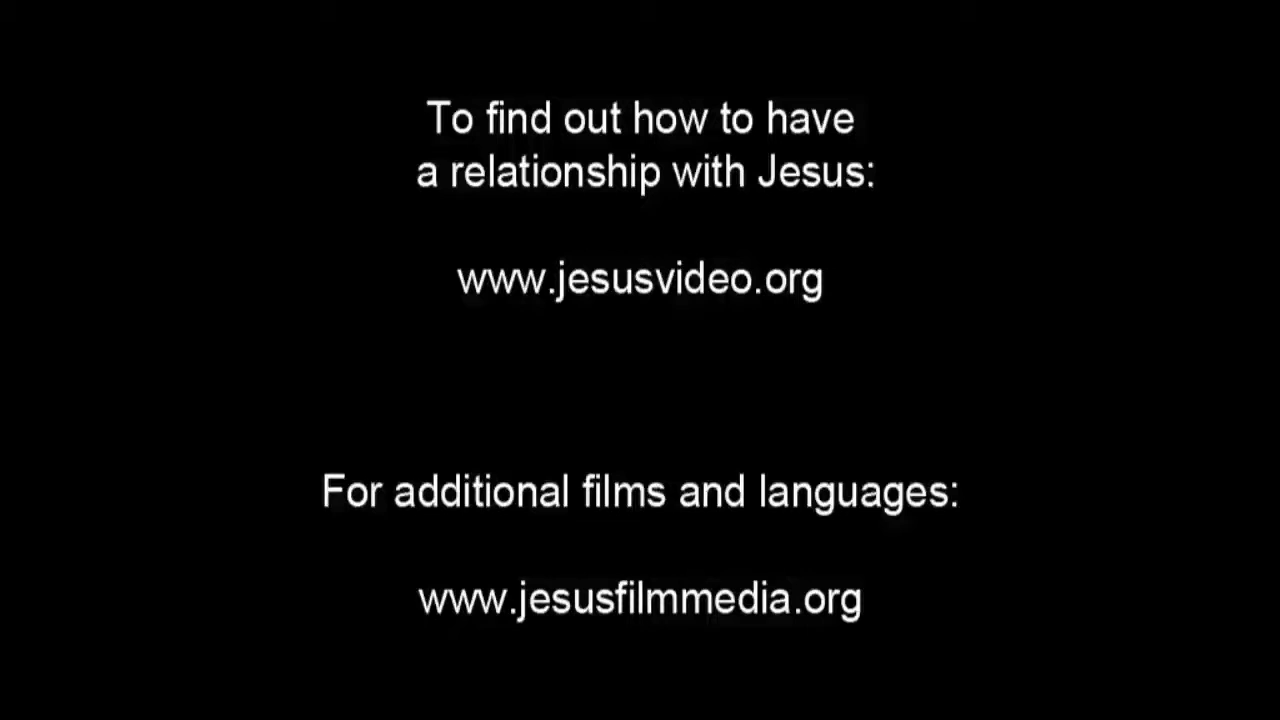 To find out how to have
a relationship with Jesus:
www.jesusvideo.org
For additional films and languages:
www.jesusfilmmedia.org